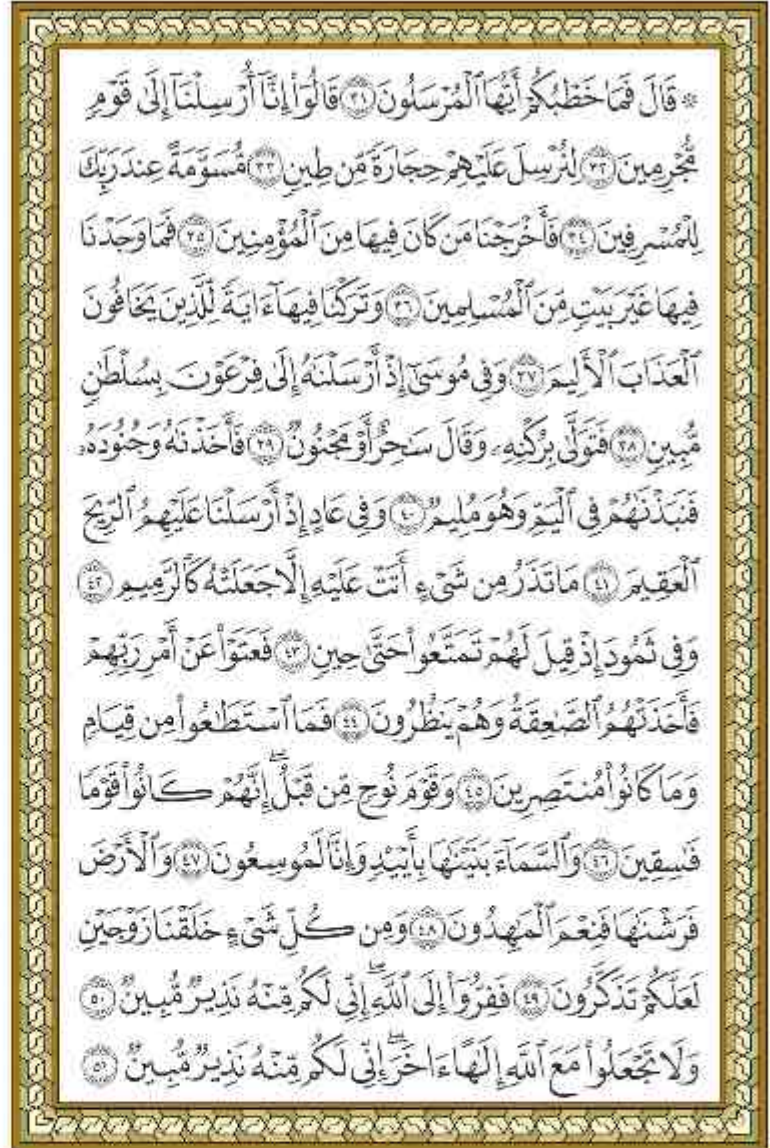 ۞ قَالَ فَمَا خَطۡبُكُمۡ أَيُّهَا ٱلۡمُرۡسَلُونَ ٣١ قَالُوٓاْ إِنَّآ أُرۡسِلۡنَآ إِلَىٰ قَوۡمٖ
مُّجۡرِمِينَ ٣٢ لِنُرۡسِلَ عَلَيۡهِمۡ حِجَارَةٗ مِّن طِينٖ ٣٣ مُّسَوَّمَةً عِندَ رَبِّكَ
لِلۡمُسۡرِفِينَ ٣٤ فَأَخۡرَجۡنَا مَن كَانَ فِيهَا مِنَ ٱلۡمُؤۡمِنِينَ ٣٥ فَمَا وَجَدۡنَا
فِيهَا غَيۡرَ بَيۡتٖ مِّنَ ٱلۡمُسۡلِمِينَ ٣٦ وَتَرَكۡنَا فِيهَآ ءَايَةٗ لِّلَّذِينَ يَخَافُونَ
ٱلۡعَذَابَ ٱلۡأَلِيمَ ٣٧ وَفِي مُوسَىٰٓ إِذۡ أَرۡسَلۡنَٰهُ إِلَىٰ فِرۡعَوۡنَ بِسُلۡطَٰنٖ
مُّبِينٖ ٣٨ فَتَوَلَّىٰ بِرُكۡنِهِۦ وَقَالَ سَٰحِرٌ أَوۡ مَجۡنُونٞ ٣٩ فَأَخَذۡنَٰهُ وَجُنُودَهُۥ
فَنَبَذۡنَٰهُمۡ فِي ٱلۡيَمِّ وَهُوَ مُلِيمٞ ٤٠ وَفِي عَادٍ إِذۡ أَرۡسَلۡنَا عَلَيۡهِمُ ٱلرِّيحَ
ٱلۡعَقِيمَ ٤١ مَا تَذَرُ مِن شَيۡءٍ أَتَتۡ عَلَيۡهِ إِلَّا جَعَلَتۡهُ كَٱلرَّمِيمِ ٤٢
وَفِي ثَمُودَ إِذۡ قِيلَ لَهُمۡ تَمَتَّعُواْ حَتَّىٰ حِينٖ ٤٣ فَعَتَوۡاْ عَنۡ أَمۡرِ رَبِّهِمۡ
فَأَخَذَتۡهُمُ ٱلصَّٰعِقَةُ وَهُمۡ يَنظُرُونَ ٤٤ فَمَا ٱسۡتَطَٰعُواْ مِن قِيَامٖ
وَمَا كَانُواْ مُنتَصِرِينَ ٤٥ وَقَوۡمَ نُوحٖ مِّن قَبۡلُۖ إِنَّهُمۡ كَانُواْ قَوۡمٗا
فَٰسِقِينَ ٤٦ وَٱلسَّمَآءَ بَنَيۡنَٰهَا بِأَيۡيْدٖ وَإِنَّا لَمُوسِعُونَ ٤٧ وَٱلۡأَرۡضَ
فَرَشۡنَٰهَا فَنِعۡمَ ٱلۡمَٰهِدُونَ ٤٨ وَمِن كُلِّ شَيۡءٍ خَلَقۡنَا زَوۡجَيۡنِ
لَعَلَّكُمۡ تَذَكَّرُونَ ٤٩ فَفِرُّوٓاْ إِلَى ٱللَّهِۖ إِنِّي لَكُم مِّنۡهُ نَذِيرٞ مُّبِينٞ ٥٠
وَلَا تَجۡعَلُواْ مَعَ ٱللَّهِ إِلَٰهًا ءَاخَرَۖ إِنِّي لَكُم مِّنۡهُ نَذِيرٞ مُّبِينٞ ٥١